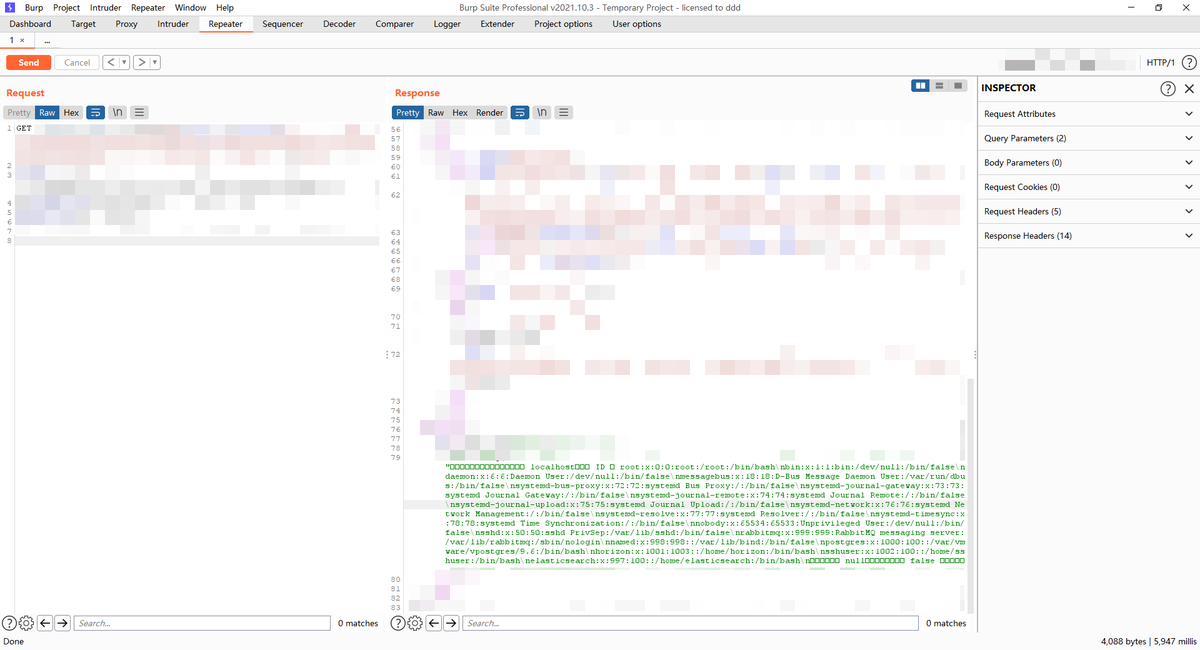 Burp Project Intruder Repeater Window Help
Burp Suite Professional v2021.10.3 - Temporary Project - licensed to ddd
Dashboard Target Proxy Intruder Repeater Sequencer Decoder Comparer Logger Extender Project options User options
1 × ...
Send Cancel < > HTTP/1 ?
Request
Pretty Raw Hex \n
1 GET
2
3
4
5
6
7
8
Response
Pretty Raw Hex Render \n
56
57
58
59
60
61
62
63
64
65
66
67
68
69
70
71
72
73
74
75
76
77
78
79
"□□□□□□□□□□□□□□□ localhost□□□ ID □ root:x:0:0:root:/root:/bin/bash\nbin:x:1:1:bin:/dev/null:/bin/false\n
daemon:x:6:6:Daemon User:/dev/null:/bin/false\nmessagebus:x:18:18:D-Bus Message Daemon User:/var/run/dbu
s:/bin/false\nsystemd-bus-proxy:x:72:72:systemd Bus Proxy:/:/bin/false\nsystemd-journal-gateway:x:73:73:
systemd Journal Gateway:/:/bin/false\nsystemd-journal-remote:x:74:74:systemd Journal Remote:/:/bin/false
\nsystemd-journal-upload:x:75:75:systemd Journal Upload:/:/bin/false\nsystemd-network:x:76:76:systemd Ne
twork Management:/:/bin/false\nsystemd-resolve:x:77:77:systemd Resolver:/:/bin/false\nsystemd-timesync:x
:78:78:systemd Time Synchronization:/:/bin/false\nnobody:x:65534:65533:Unprivileged User:/dev/null:/bin/
false\nsshd:x:50:50:sshd PrivSep:/var/lib/sshd:/bin/false\nrabbitmq:x:999:999:RabbitMQ messaging server:
/var/lib/rabbitmq:/sbin/nologin\nnamed:x:998:998::/var/lib/bind:/bin/false\npostgres:x:1000:100::/var/vm
ware/vpostgres/9.6:/bin/bash\nhorizon:x:1001:1003::/home/horizon:/bin/bash\nsshuser:x:1002:100::/home/ss
huser:/bin/bash\nelasticsearch:x:997:100::/home/elasticsearch:/bin/bash\n□□□□□□ null□□□□□□□□ false □□□□□
80
81
82
83
INSPECTOR
Request Attributes
Query Parameters (2)
Body Parameters (0)
Request Cookies (0)
Request Headers (5)
Response Headers (14)
Search... 0 matches
Search... 0 matches
Done
4,088 bytes | 5,947 millis